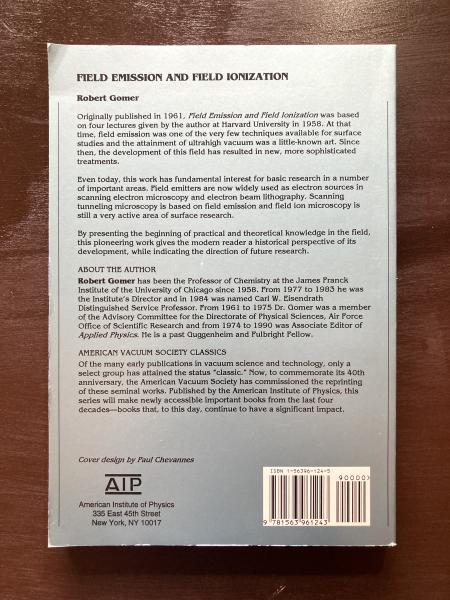 FIELD EMISSION AND FIELD IONIZATION
Robert Gomer
Originally published in 1961, Field Emission and Field Ionization was based
on four lectures given by the author at Harvard University in 1958. At that
time, field emission was one of the very few techniques available for surface
studies and the attainment of ultrahigh vacuum was a little-known art. Since
then, the development of this field has resulted in new, more sophisticated
treatments.
Even today, this work has fundamental interest for basic research in a number
of important areas. Field emitters are now widely used as electron sources in
scanning electron microscopy and electron beam lithography. Scanning
tunneling microscopy is based on field emission and field ion microscopy is
still a very active area of surface research.
By presenting the beginning of practical and theoretical knowledge in the field,
this pioneering work gives the modern reader a historical perspective of its
development, while indicating the direction of future research.
ABOUT THE AUTHOR
Robert Gomer has been the Professor of Chemistry at the James Franck
Institute of the University of Chicago since 1958. From 1977 to 1983 he was
the Institute's Director and in 1984 was named Carl W. Eisendrath
Distinguished Service Professor. From 1961 to 1975 Dr. Gomer was a member
of the Advisory Committee for the Directorate of Physical Sciences, Air Force
Office of Scientific Research and from 1974 to 1990 was Associate Editor of
Applied Physics. He is a past Guggenheim and Fulbright Fellow.
AMERICAN VACUUM SOCIETY CLASSICS
Of the many early publications in vacuum science and technology, only a
select group has attained the status "classic." Now, to commemorate its 40th
anniversary, the American Vacuum Society has commissioned the reprinting
of these seminal works. Published by the American Institute of Physics, this
series will make newly accessible important books from the last four
decades—books that, to this day, continue to have a significant impact.
Cover design by Paul Chevannes
AIP
American Institute of Physics
335 East 45th Street
New York, NY 10017
ISBN 1-56396-124-5
90000>
9 781563 961243